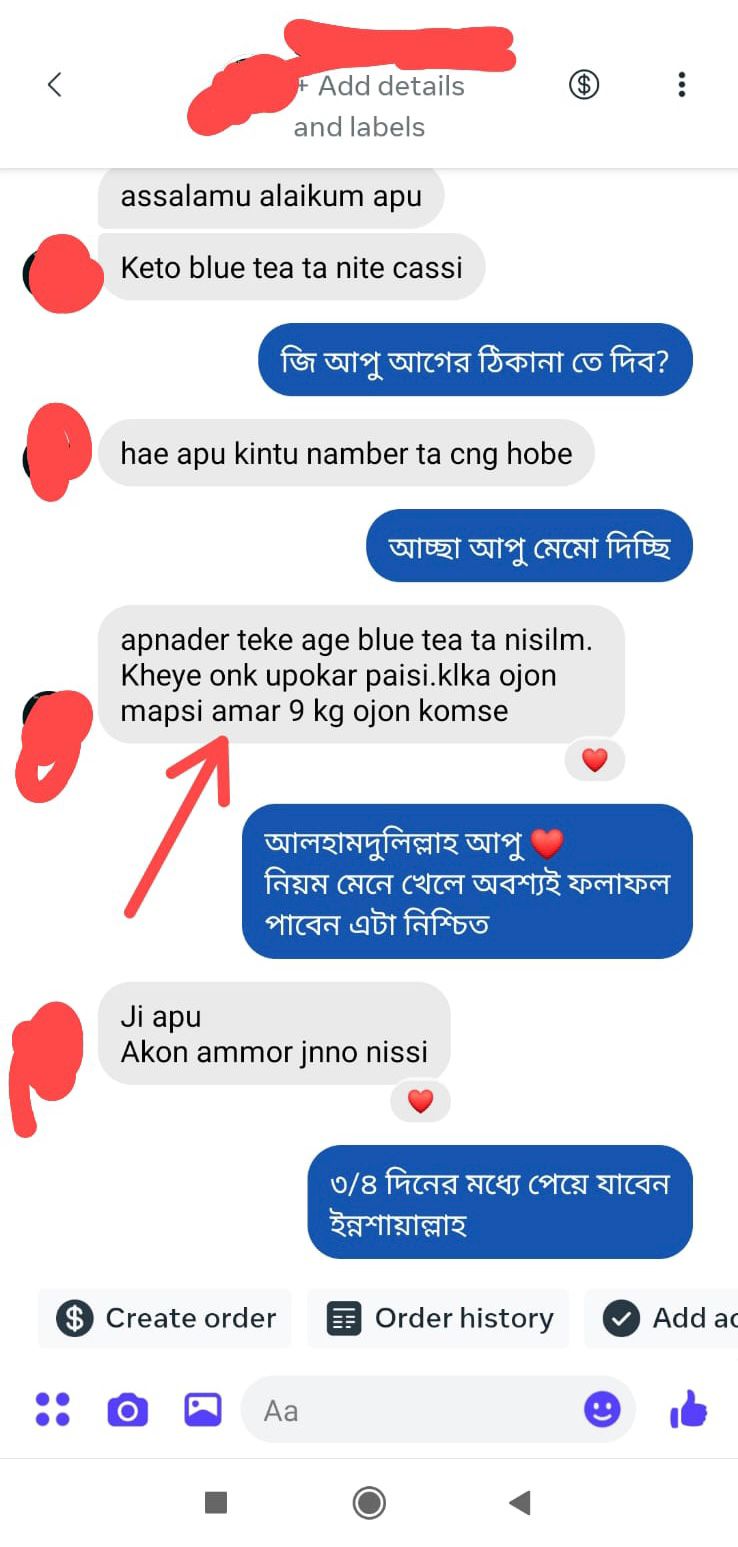 + Add details
and labels
assalamu alaikum apu
Keto blue tea ta nite cassi
জি আপু আগের ঠিকানা তে দিব?
hae apu kintu namber ta cng hobe
আচ্ছা আপু মেমো দিচ্ছি
apnader teke age blue tea ta nisilm.
Kheye onk upokar paisi.klka ojon
mapsi amar 9 kg ojon komse
আলহামদুলিল্লাহ আপু ❤️
নিয়ম মেনে খেলে অবশ্যই ফলাফল
পাবেন এটা নিশ্চিত
Ji apu
Akon ammor jnno nissi
৩/৪ দিনের মধ্যে পেয়ে যাবেন
ইন্নশায়াল্লাহ
Create order
Order history
Add ac
Aa